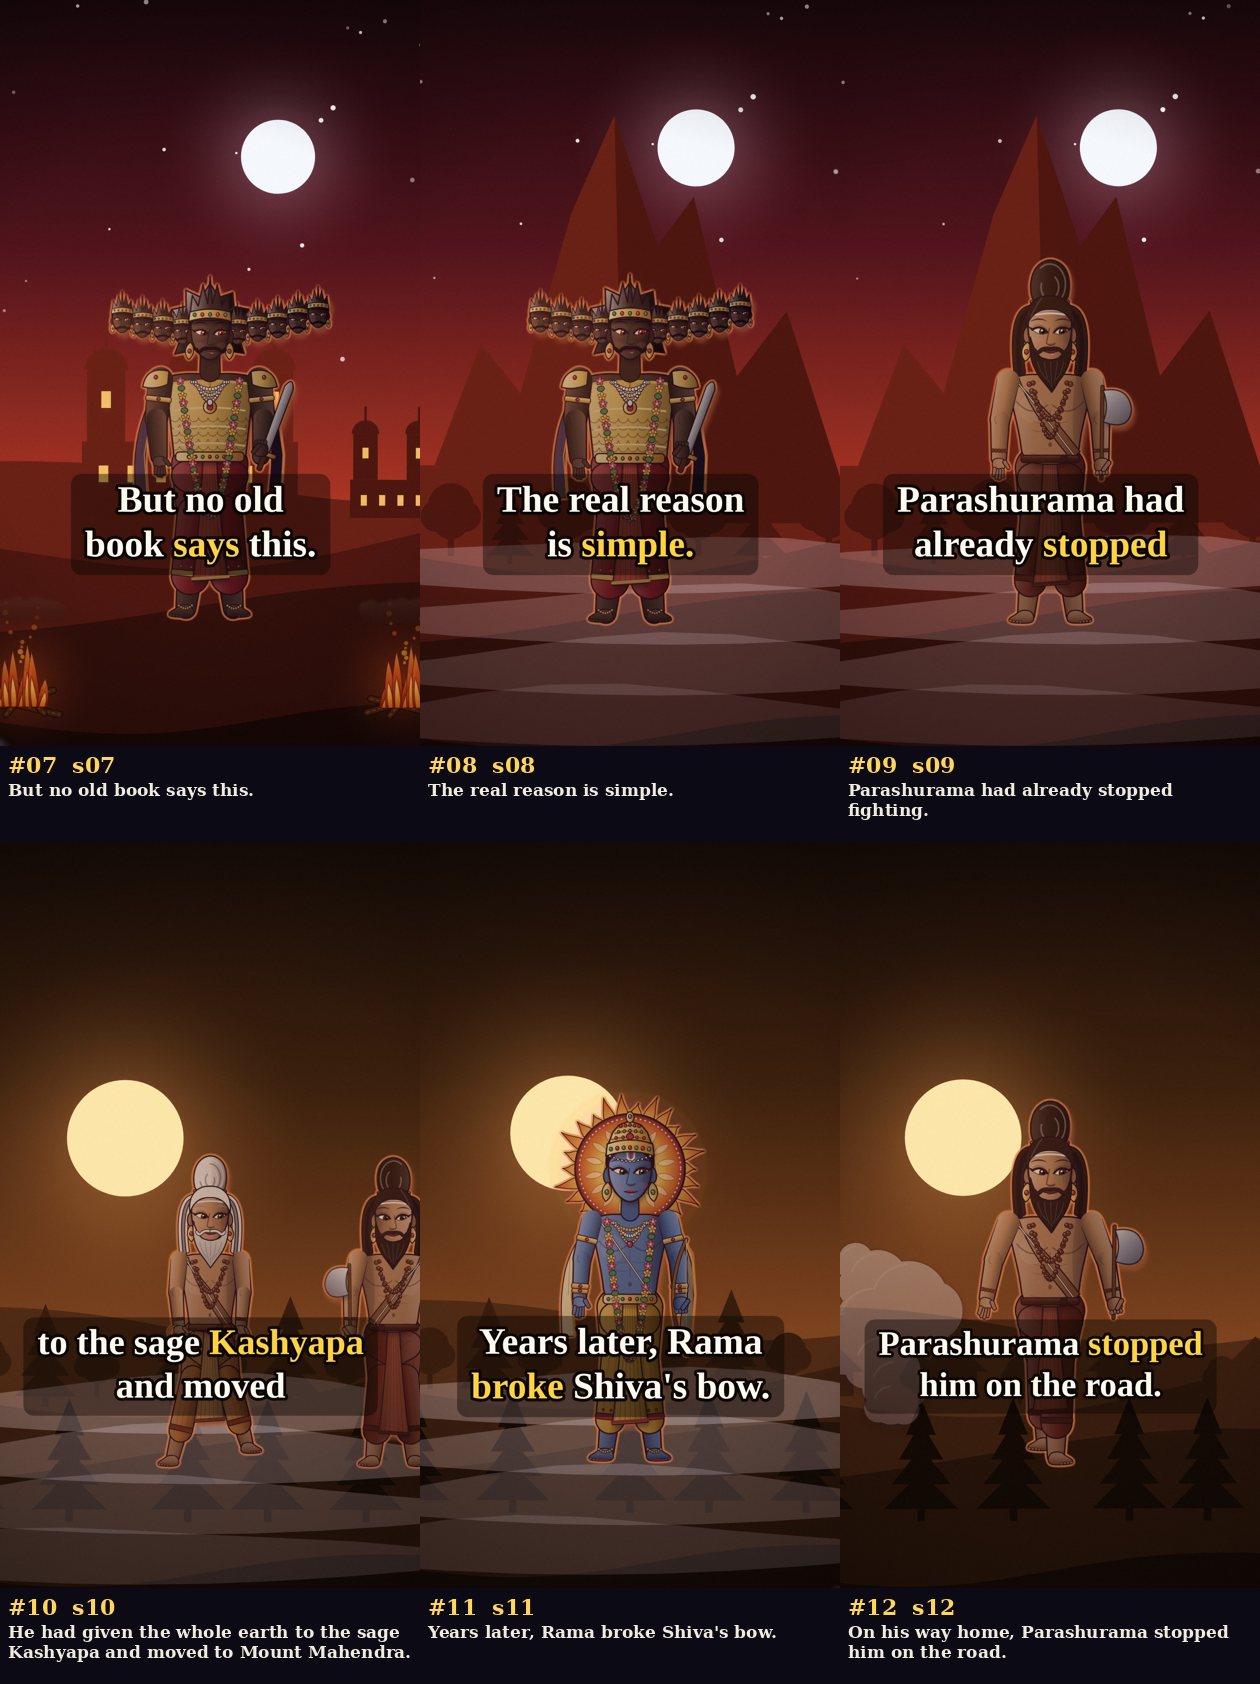 But no old
book says this.
The real reason
is simple.
Parashurama had
already stopped
#07 s07
But no old book says this.
#08 s08
The real reason is simple.
#09 s09
Parashurama had already stopped
fighting.
to the sage Kashyapa
and moved
Years later, Rama
broke Shiva's bow.
Parashurama stopped
him on the road.
#10 s10
He had given the whole earth to the sage
Kashyapa and moved to Mount Mahendra.
#11 s11
Years later, Rama broke Shiva's bow.
#12 s12
On his way home, Parashurama stopped
him on the road.